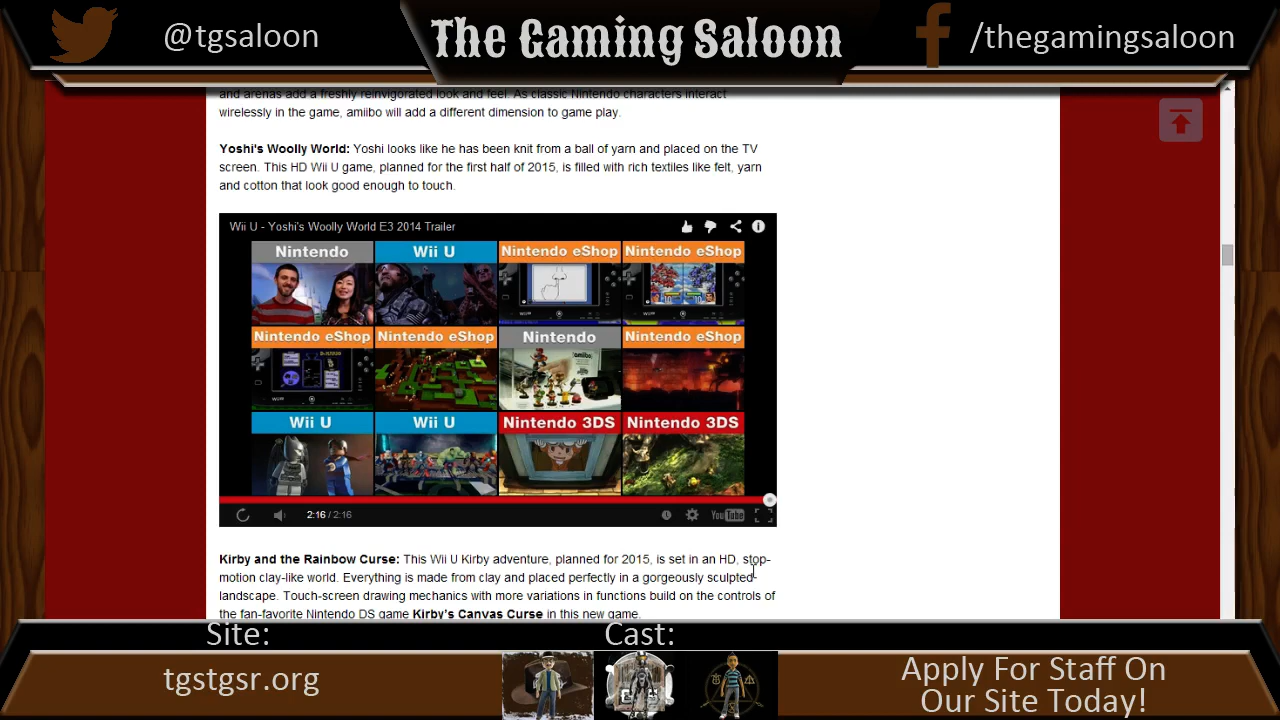 @tgsaloon
The Gaming Saloon
/thegamingsaloon
and arenas add a freshly reinvigorated look and feel. As classic Nintendo characters interact
wirelessly in the game, amiibo will add a different dimension to game play.
Yoshi's Woolly World: Yoshi looks like he has been knit from a ball of yarn and placed on the TV
screen. This HD Wii U game, planned for the first half of 2015, is filled with rich textiles like felt, yarn
and cotton that look good enough to touch.
Wii U - Yoshi's Woolly World E3 2014 Trailer
Nintendo Wii U Nintendo eShop Nintendo eShop
Nintendo eShop Nintendo eShop Nintendo Nintendo eShop
amiibo
Wii U Wii U Nintendo 3DS Nintendo 3DS
2:16 / 2:16
YouTube
Kirby and the Rainbow Curse: This Wii U Kirby adventure, planned for 2015, is set in an HD, stop-
motion clay-like world. Everything is made from clay and placed perfectly in a gorgeously sculpted
landscape. Touch-screen drawing mechanics with more variations in functions build on the controls of
the fan-favorite Nintendo DS game Kirby's Canvas Curse in this new game.
Site:
Cast:
tgstgsr.org
Apply For Staff On
Our Site Today!